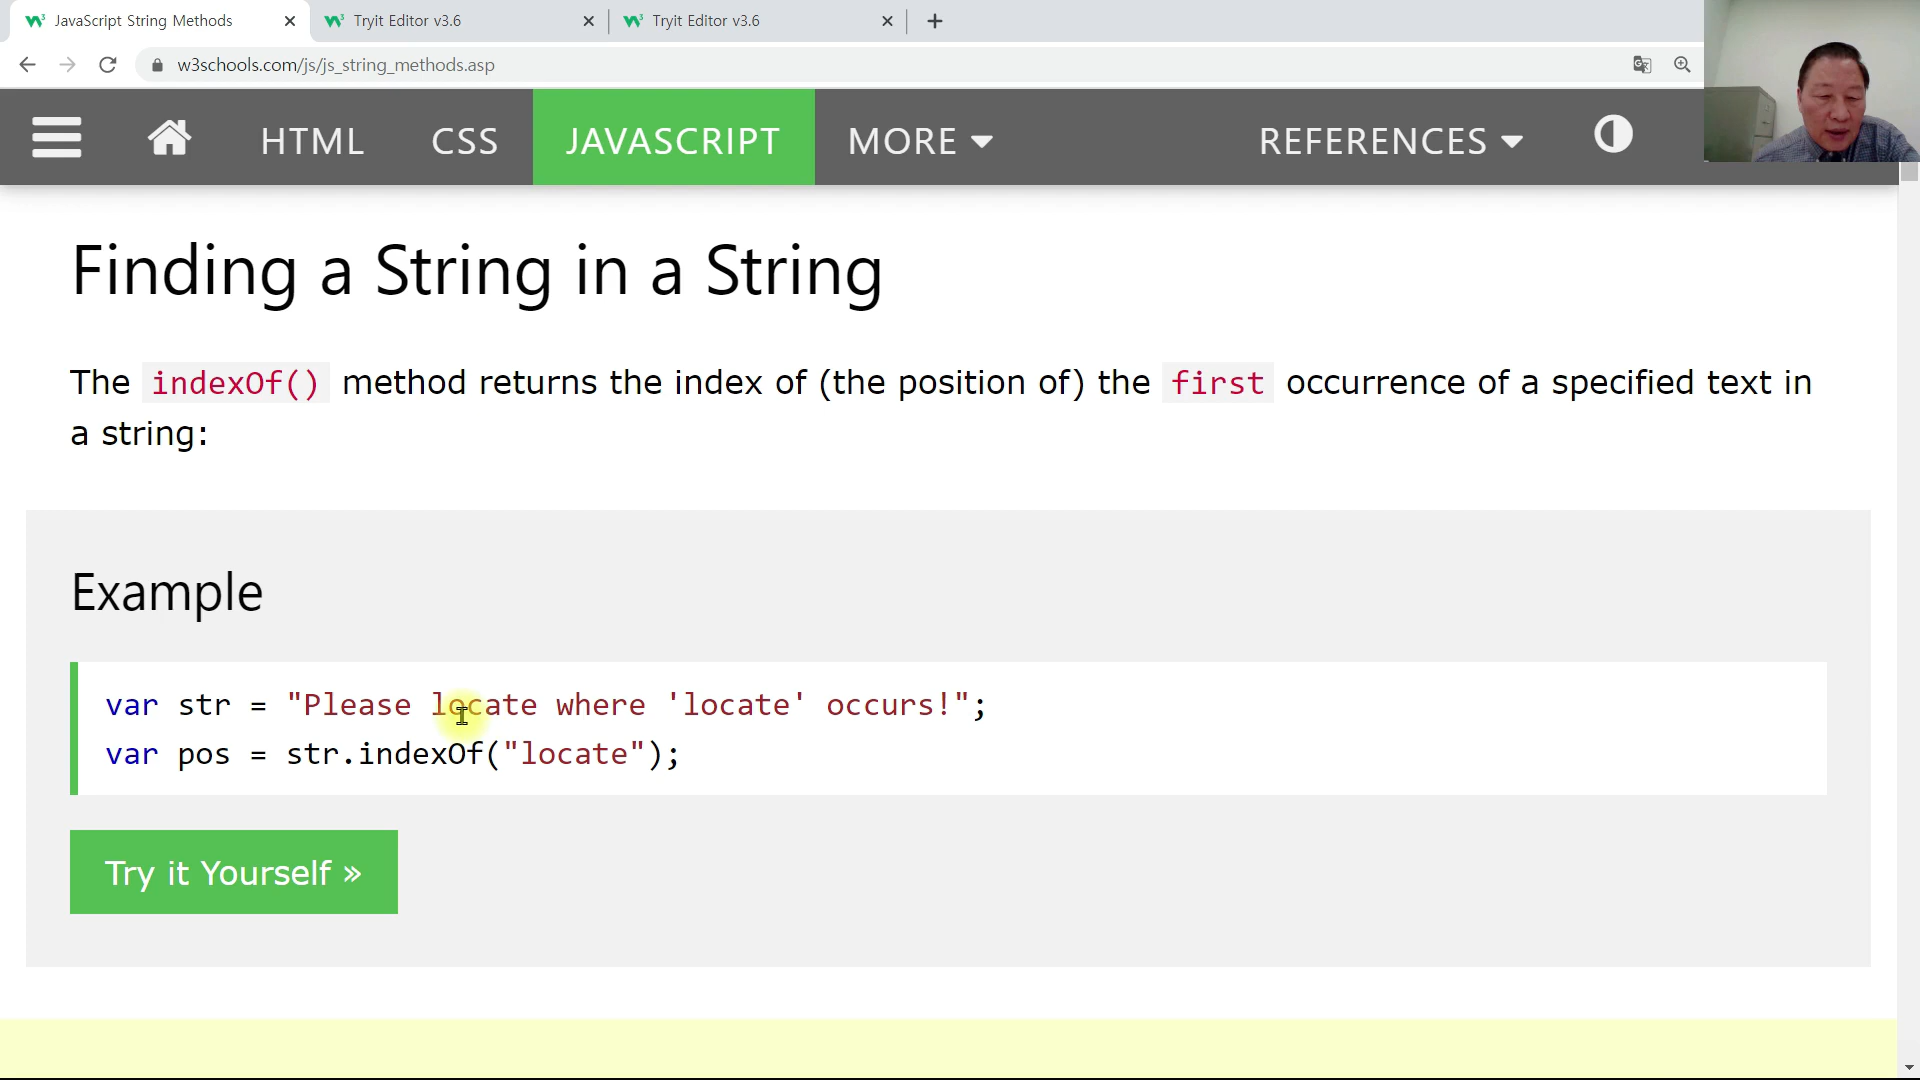 JavaScript String Methods
Tryit Editor v3.6
Tryit Editor v3.6
w3schools.com/js/js_string_methods.asp
HTML CSS JAVASCRIPT MORE REFERENCES
Finding a String in a String
The indexOf() method returns the index of (the position of) the first occurrence of a specified text in
a string:
Example
var str = "Please locate where 'locate' occurs!";
var pos = str.indexOf("locate");
Try it Yourself »